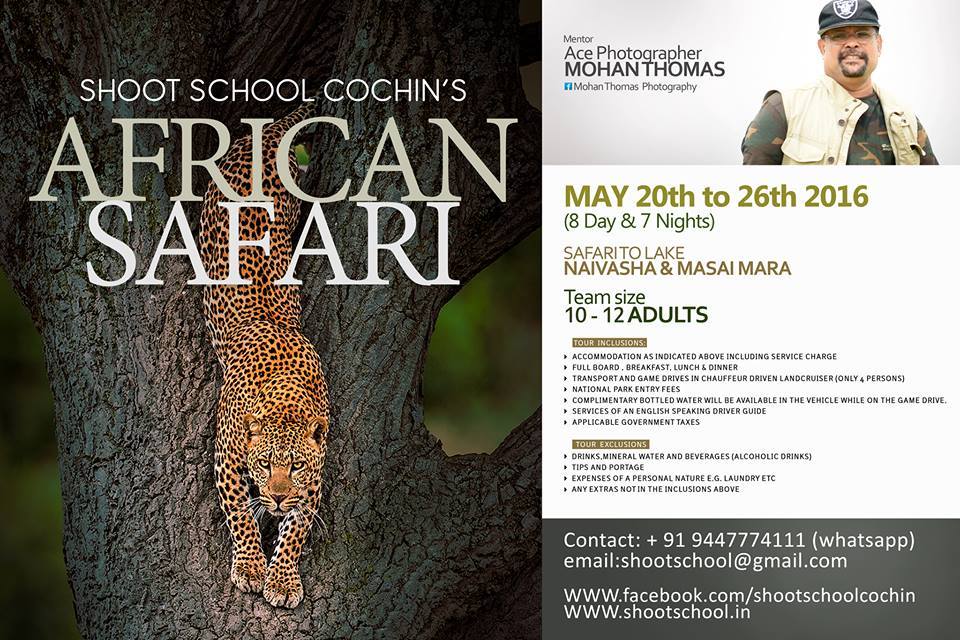 SHOOT SCHOOL COCHIN'S
AFRICAN
SAFARI
Mentor
Ace Photographer
MOHAN THOMAS
f Mohan Thomas Photography
MAY 20th to 26th 2016
(8 Day & 7 Nights)
SAFARI TO LAKE
NAIVASHA & MASAI MARA
Team size
10 - 12 ADULTS
TOUR INCLUSIONS:
ACCOMMODATION AS INDICATED ABOVE INCLUDING SERVICE CHARGE
FULL BOARD , BREAKFAST, LUNCH & DINNER
TRANSPORT AND GAME DRIVES IN CHAUFFEUR DRIVEN LANDCRUISER (ONLY 4 PERSONS)
NATIONAL PARK ENTRY FEES
COMPLIMENTARY BOTTLED WATER WILL BE AVAILABLE IN THE VEHICLE WHILE ON THE GAME DRIVE.
SERVICES OF AN ENGLISH SPEAKING DRIVER GUIDE
APPLICABLE GOVERNMENT TAXES
TOUR EXCLUSIONS
DRINKS,MINERAL WATER AND BEVERAGES (ALCOHOLIC DRINKS)
TIPS AND PORTAGE
EXPENSES OF A PERSONAL NATURE E.G. LAUNDRY ETC
ANY EXTRAS NOT IN THE INCLUSIONS ABOVE
Contact: + 91 9447774111 (whatsapp)
email:shootschool@gmail.com
WWW.facebook.com/shootschoolcochin
WWW.shootschool.in